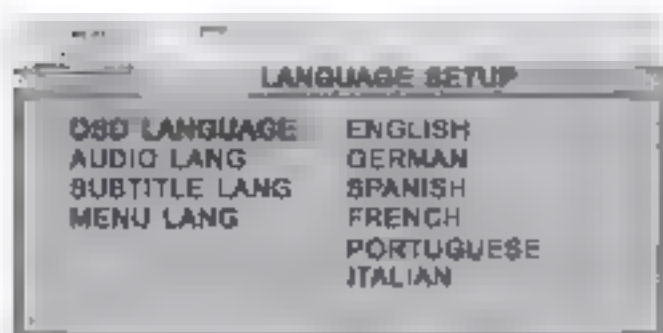 LANGUAGE SETUP
OSD LANGUAGE ENGLISH
AUDIO LANG GERMAN
SUBTITLE LANG SPANISH
MENU LANG FRENCH
PORTUGUESE
ITALIAN